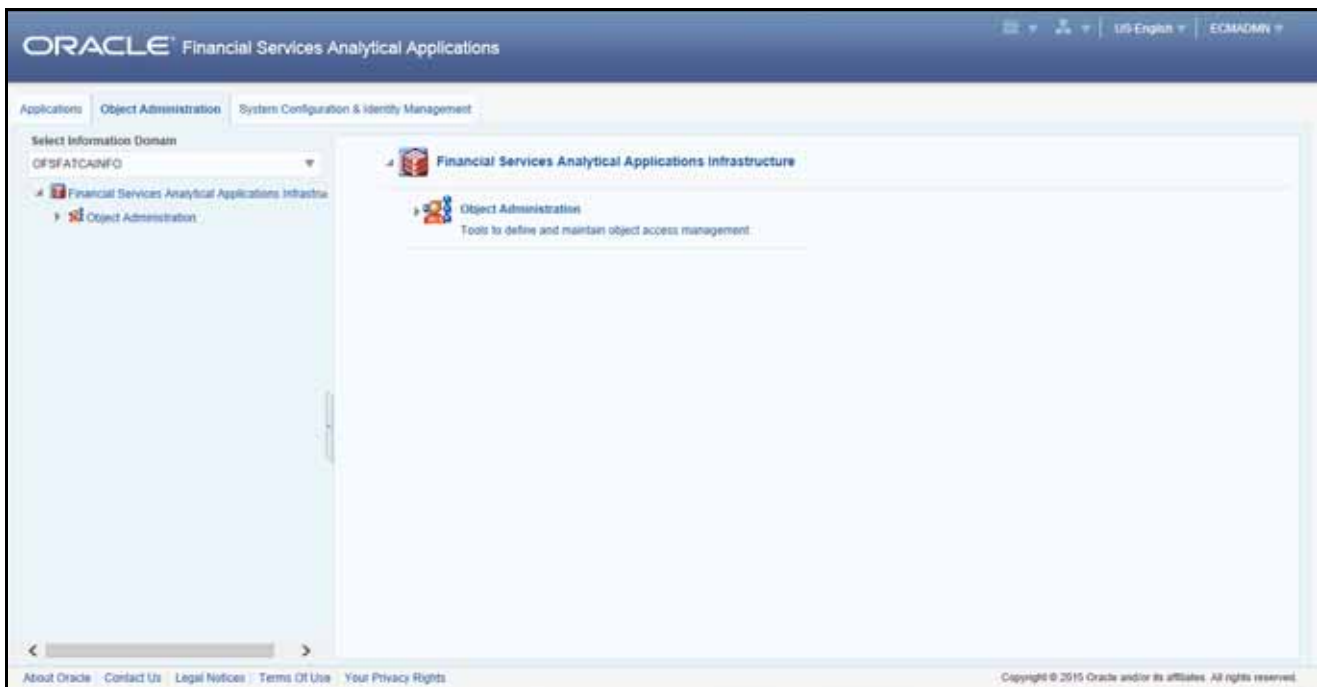 ORACLE® Financial Services Analytical Applications
US-English
ECMADMN
Applications
Object Administration
System Configuration & Identity Management
Select Information Domain
OFSFATCAINFO
Financial Services Analytical Applications Infrastru
Object Administration
Financial Services Analytical Applications Infrastructure
Object Administration
Tools to define and maintain object access management
About Oracle
Contact Us
Legal Notices
Terms Of Use
Your Privacy Rights
Copyright © 2015 Oracle and/or its affiliates. All rights reserved.